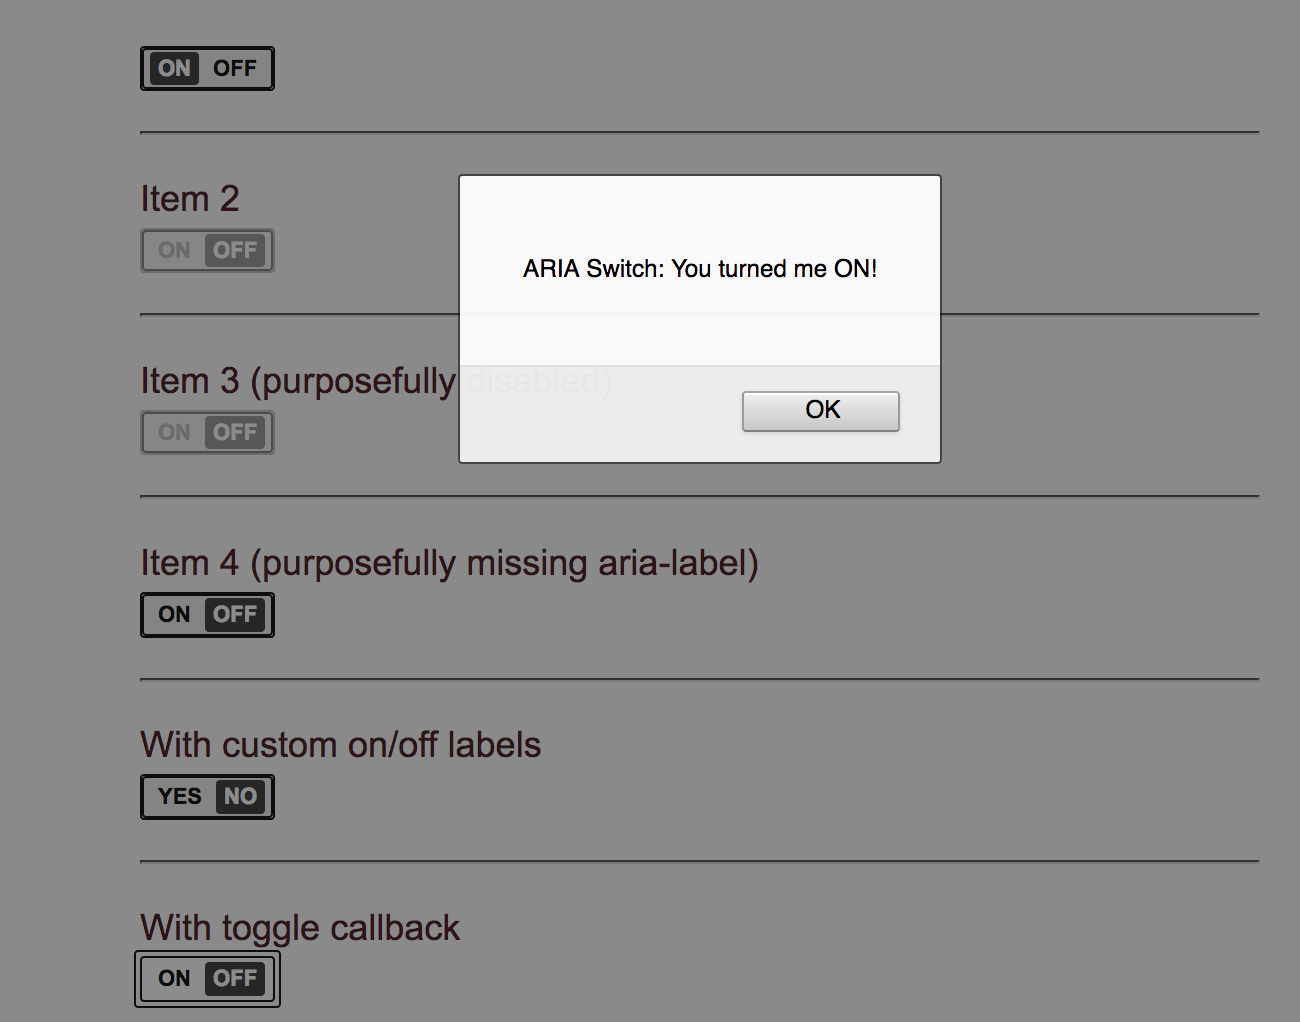 ON OFF
Item 2
ON OFF
ARIA Switch: You turned me ON!
Item 3 (purposefully disabled)
ON OFF
OK
Item 4 (purposefully missing aria-label)
ON OFF
With custom on/off labels
YES NO
With toggle callback
ON OFF